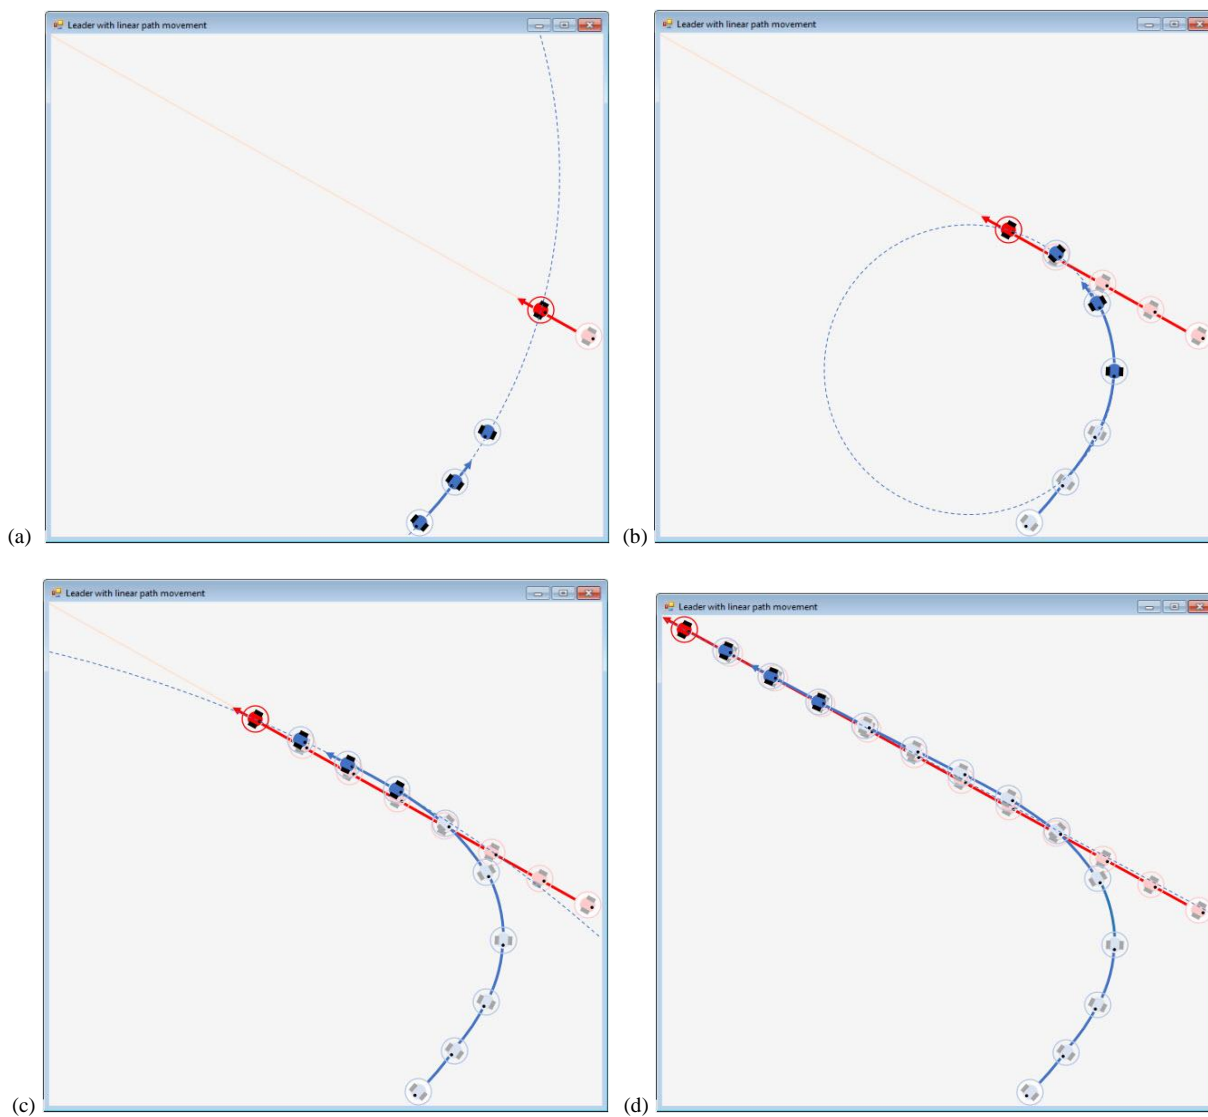 Leader with linear path movement
Leader with linear path movement
(a)
(b)
Leader with linear path movement
Leader with linear path movement
(c)
(d)